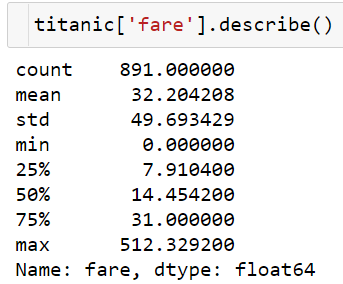 titanic['fare'].describe()
count 891.000000
mean 32.204208
std 49.693429
min 0.000000
25% 7.910400
50% 14.454200
75% 31.000000
max 512.329200
Name: fare, dtype: float64